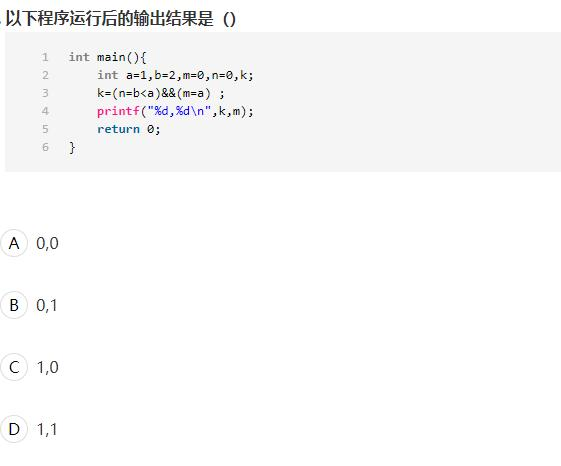 .以下程序运行后的输出结果是 ()
1 int main(){
2 int a=1,b=2,m=0,n=0,k;
3 k=(n=b<a)&&(m=a) ;
4 printf("%d,%d\n",k,m);
5 return 0;
6 }
A 0,0
B 0,1
C 1,0
D 1,1